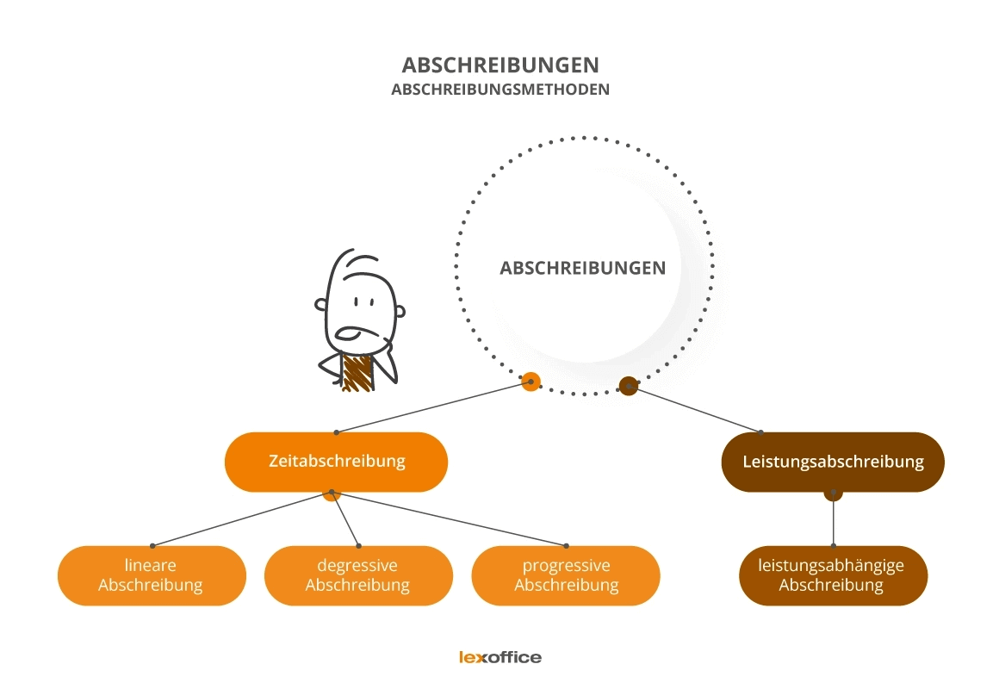 ABSCHREIBUNGEN
ABSCHREIBUNGSMETHODEN
ABSCHREIBUNGEN
Zeitabschreibung
Leistungsabschreibung
lineare
Abschreibung
degressive
Abschreibung
progressive
Abschreibung
leistungsabhängige
Abschreibung
lexoffice